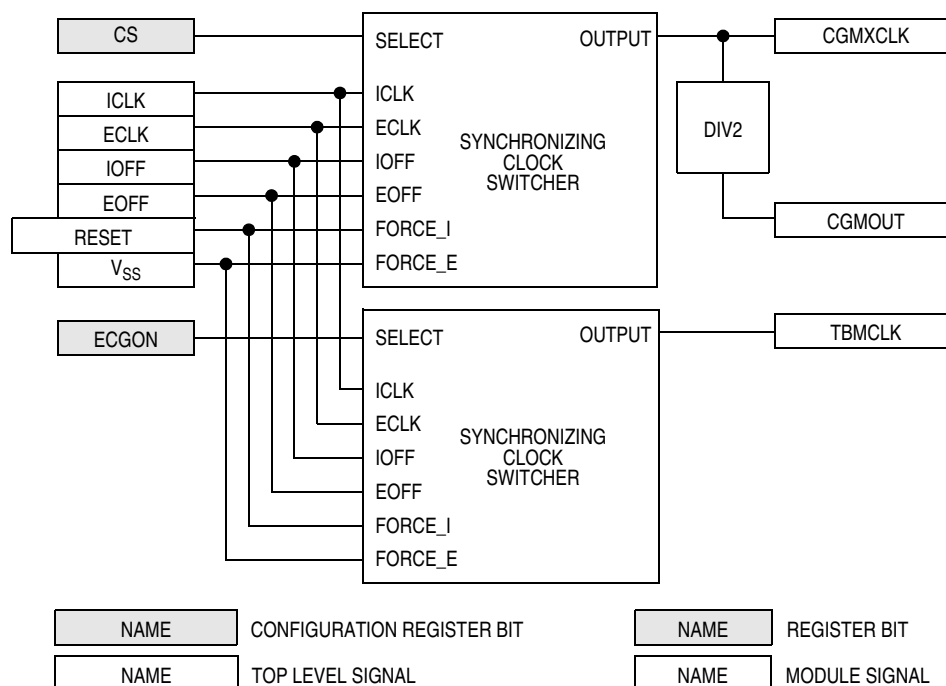 CS
SELECT
OUTPUT
CGMXCLK
ICLK
ECLK
IOFF
EOFF
RESET
VSS
ICLK
ECLK
IOFF
EOFF
FORCE_I
FORCE_E
SYNCHRONIZING
CLOCK
SWITCHER
DIV2
CGMOUT
ECGON
SELECT
OUTPUT
TBMCLK
ICLK
ECLK
IOFF
EOFF
FORCE_I
FORCE_E
SYNCHRONIZING
CLOCK
SWITCHER
NAME CONFIGURATION REGISTER BIT
NAME REGISTER BIT
NAME TOP LEVEL SIGNAL
NAME MODULE SIGNAL